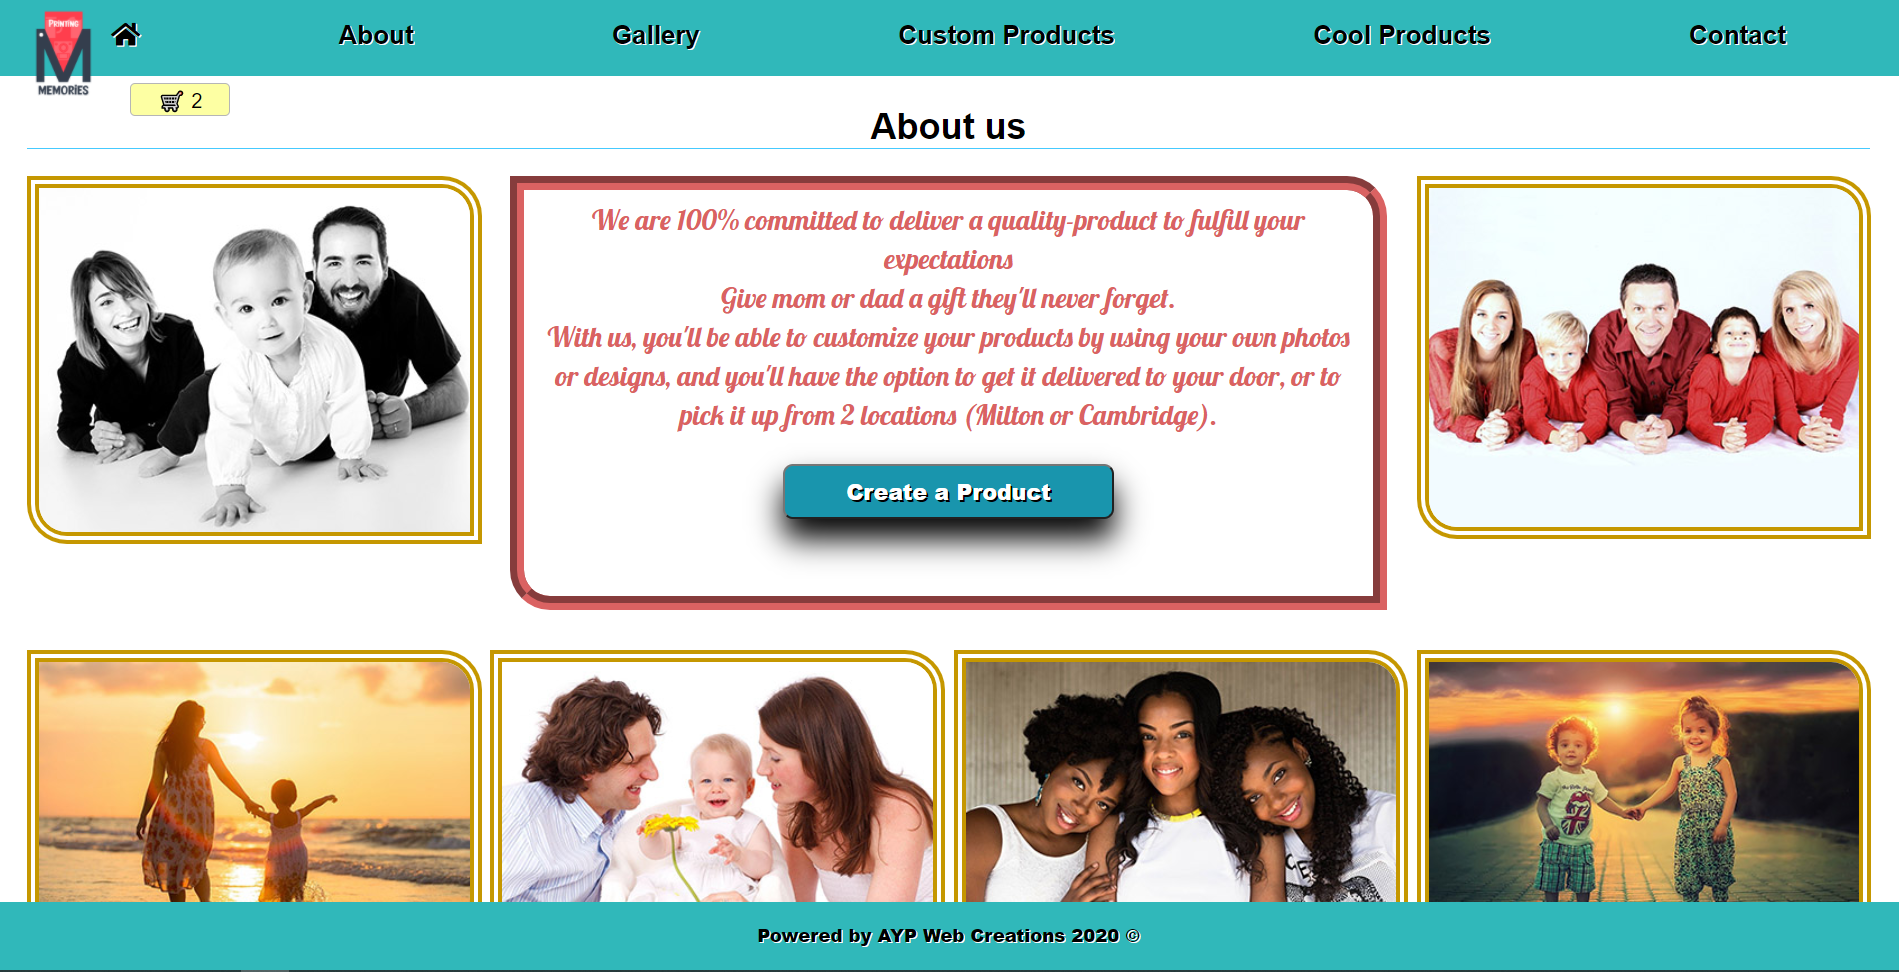 PRINTING
MEMORIES
About
Gallery
Custom Products
Cool Products
Contact
2
About us
We are 100% committed to deliver a quality-product to fulfill your
expectations
Give mom or dad a gift they'll never forget.
With us, you'll be able to customize your products by using your own photos
or designs, and you'll have the option to get it delivered to your door, or to
pick it up from 2 locations (Milton or Cambridge).
Create a Product
Powered by AYP Web Creations 2020 ©